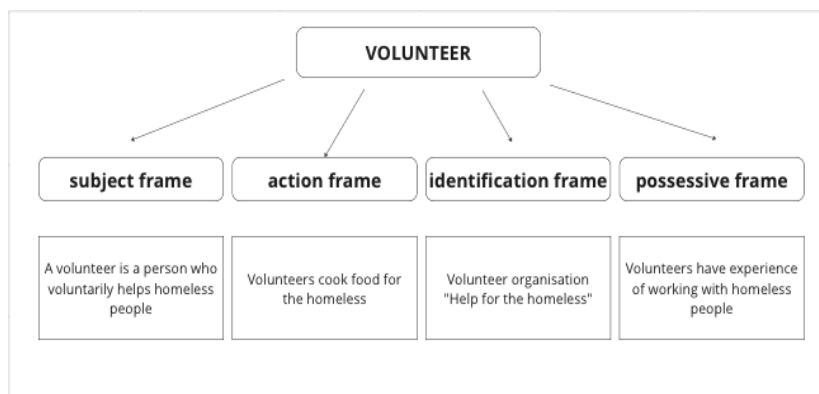 VOLUNTEER
subject frame
action frame
identification frame
possessive frame
A volunteer is a person who
voluntarily helps homeless
people
Volunteers cook food for
the homeless
Volunteer organisation
"Help for the homeless"
Volunteers have experience
of working with homeless
people